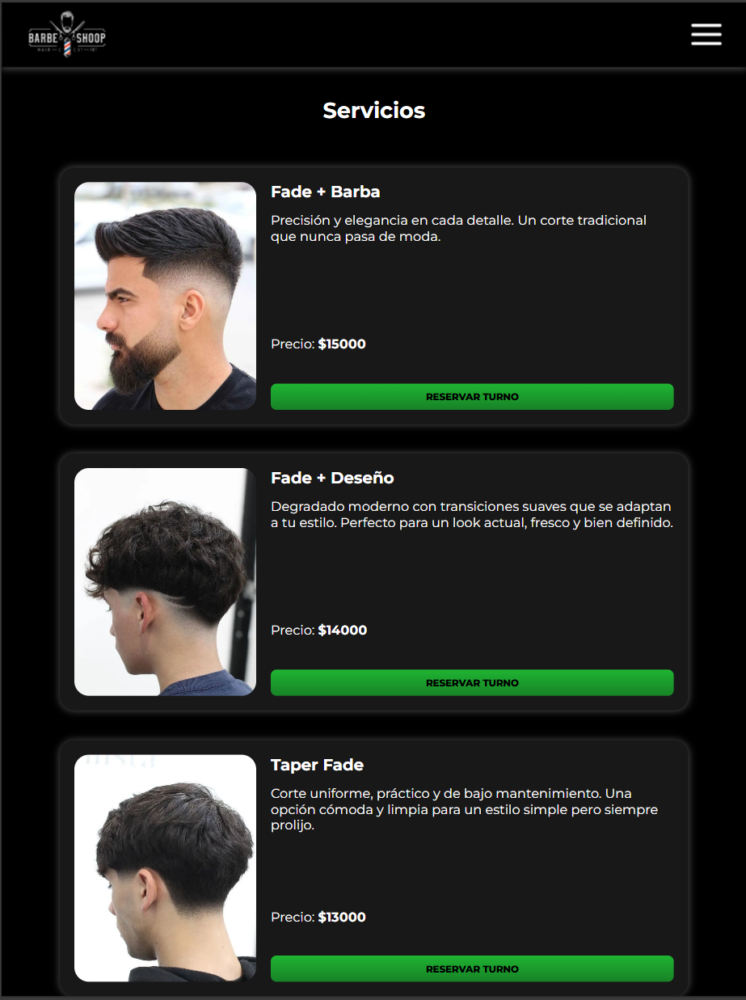 BARBE SHOOP
Servicios
Fade + Barba
Precisión y elegancia en cada detalle. Un corte tradicional
que nunca pasa de moda.
Precio: $15000
RESERVAR TURNO
Fade + Deseño
Degradado moderno con transiciones suaves que se adaptan
a tu estilo. Perfecto para un look actual, fresco y bien definido.
Precio: $14000
RESERVAR TURNO
Taper Fade
Corte uniforme, práctico y de bajo mantenimiento. Una
opción cómoda y limpia para un estilo simple pero siempre
prolijo.
Precio: $13000
RESERVAR TURNO